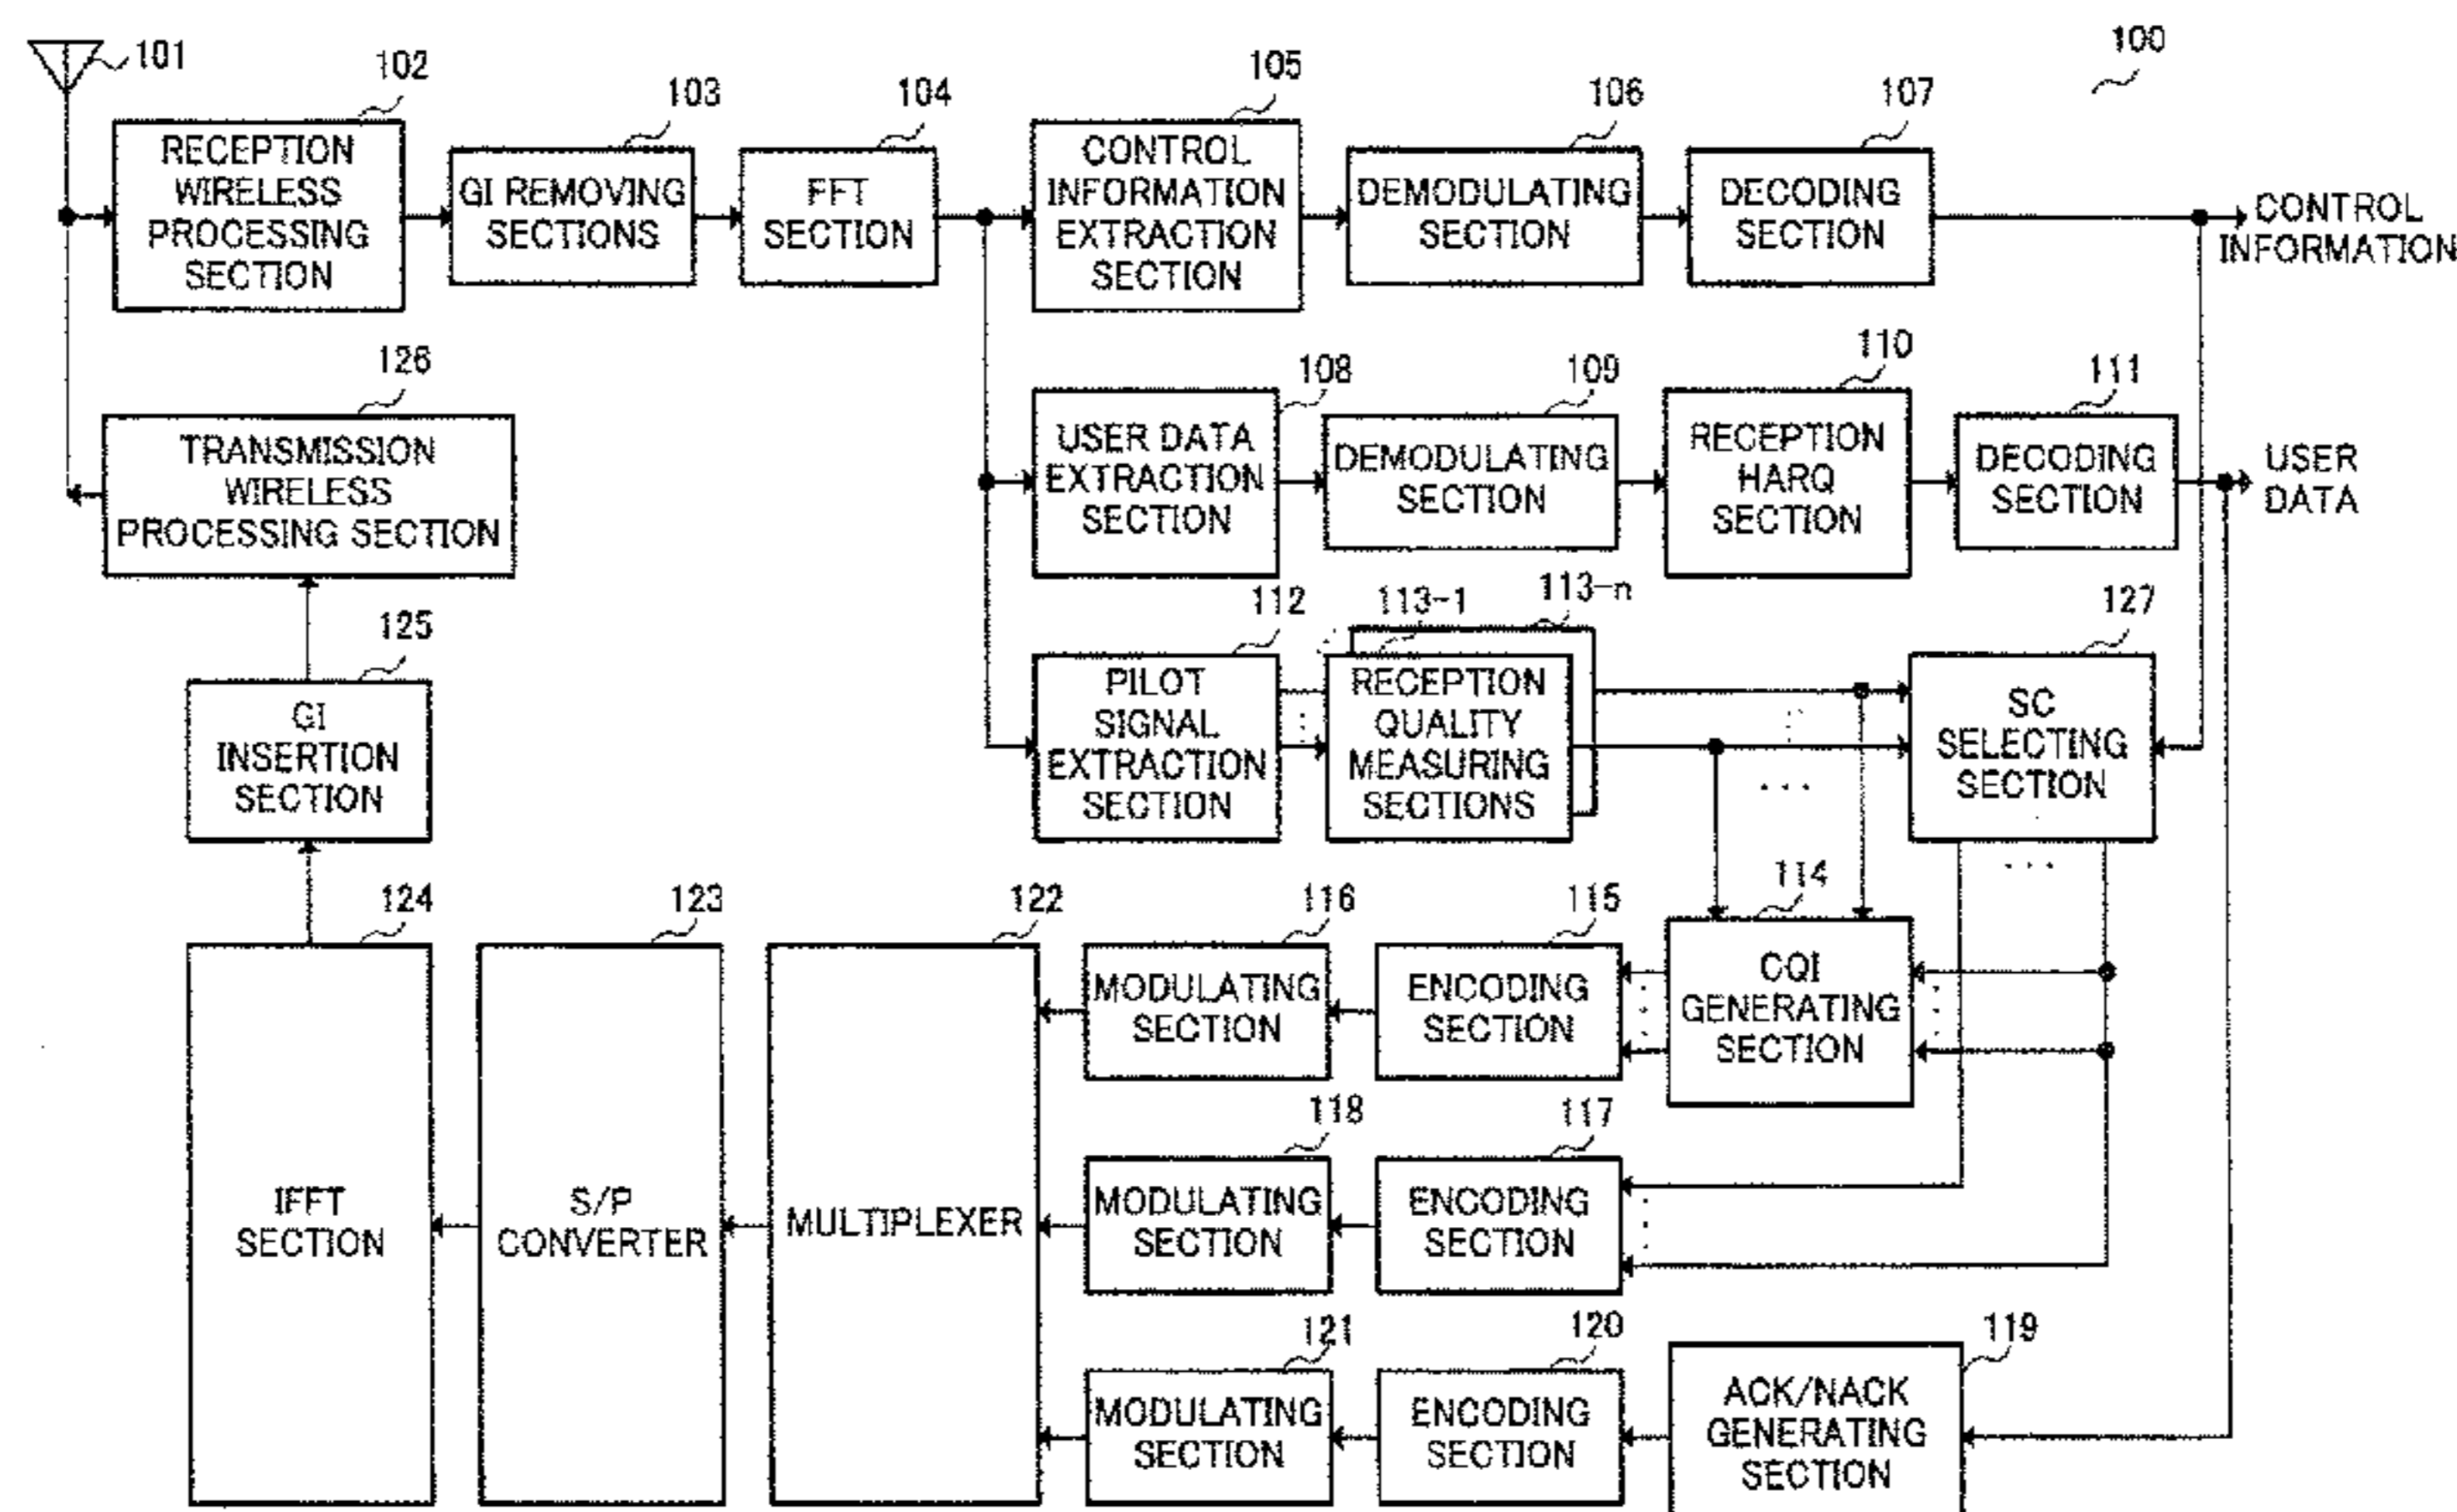 100
101
102
RECEPTION
WIRELESS
PROCESSING
SECTION
103
GI REMOVING
SECTIONS
104
FFT
SECTION
105
CONTROL
INFORMATION
EXTRACTION
SECTION
106
DEMODULATING
SECTION
107
DECODING
SECTION
CONTROL
INFORMATION
126
TRANSMISSION
WIRELESS
PROCESSING SECTION
108
USER DATA
EXTRACTION
SECTION
109
DEMODULATING
SECTION
110
RECEPTION
HARQ
SECTION
111
DECODING
SECTION
USER
DATA
125
GI
INSERTION
SECTION
112
PILOT
SIGNAL
EXTRACTION
SECTION
113-1
113-n
RECEPTION
QUALITY
MEASURING
SECTIONS
127
SC
SELECTING
SECTION
124
IFFT
SECTION
123
S/P
CONVERTER
122
MULTIPLEXER
116
MODULATING
SECTION
115
ENCODING
SECTION
114
CQI
GENERATING
SECTION
118
MODULATING
SECTION
117
ENCODING
SECTION
121
MODULATING
SECTION
120
ENCODING
SECTION
119
ACK/NACK
GENERATING
SECTION